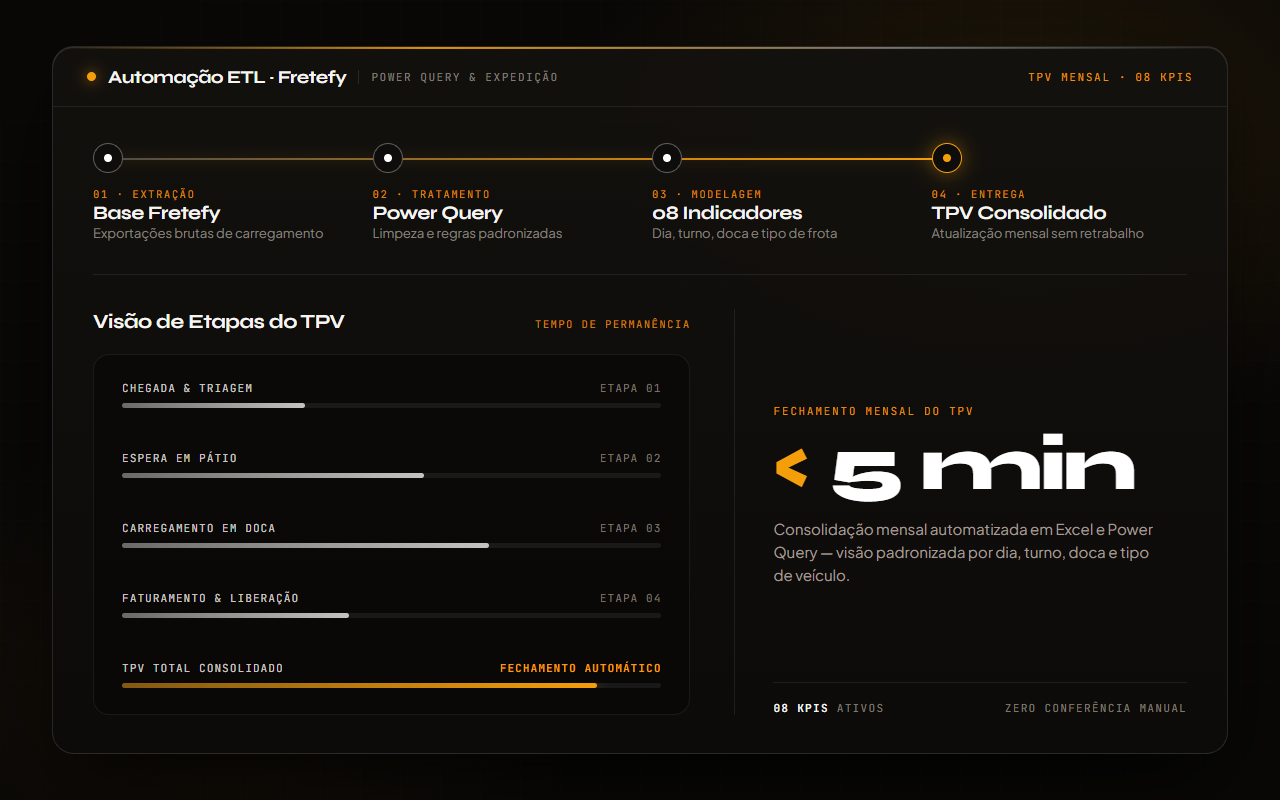 Automação ETL · Fretefy
POWER QUERY & EXPEDIÇÃO
TPV MENSAL · 08 KPIS
01 · EXTRAÇÃO
Base Fretefy
Exportações brutas de carregamento
02 · TRATAMENTO
Power Query
Limpeza e regras padronizadas
03 · MODELAGEM
08 Indicadores
Dia, turno, doca e tipo de frota
04 · ENTREGA
TPV Consolidado
Atualização mensal sem retrabalho
Visão de Etapas do TPV
TEMPO DE PERMANÊNCIA
CHEGADA & TRIAGEM
ETAPA 01
ESPERA EM PÁTIO
ETAPA 02
CARREGAMENTO EM DOCA
ETAPA 03
FATURAMENTO & LIBERAÇÃO
ETAPA 04
TPV TOTAL CONSOLIDADO
FECHAMENTO AUTOMÁTICO
FECHAMENTO MENSAL DO TPV
< 5 min
Consolidação mensal automatizada em Excel e Power
Query — visão padronizada por dia, turno, doca e tipo
de veículo.
08 KPIS ATIVOS
ZERO CONFERÊNCIA MANUAL